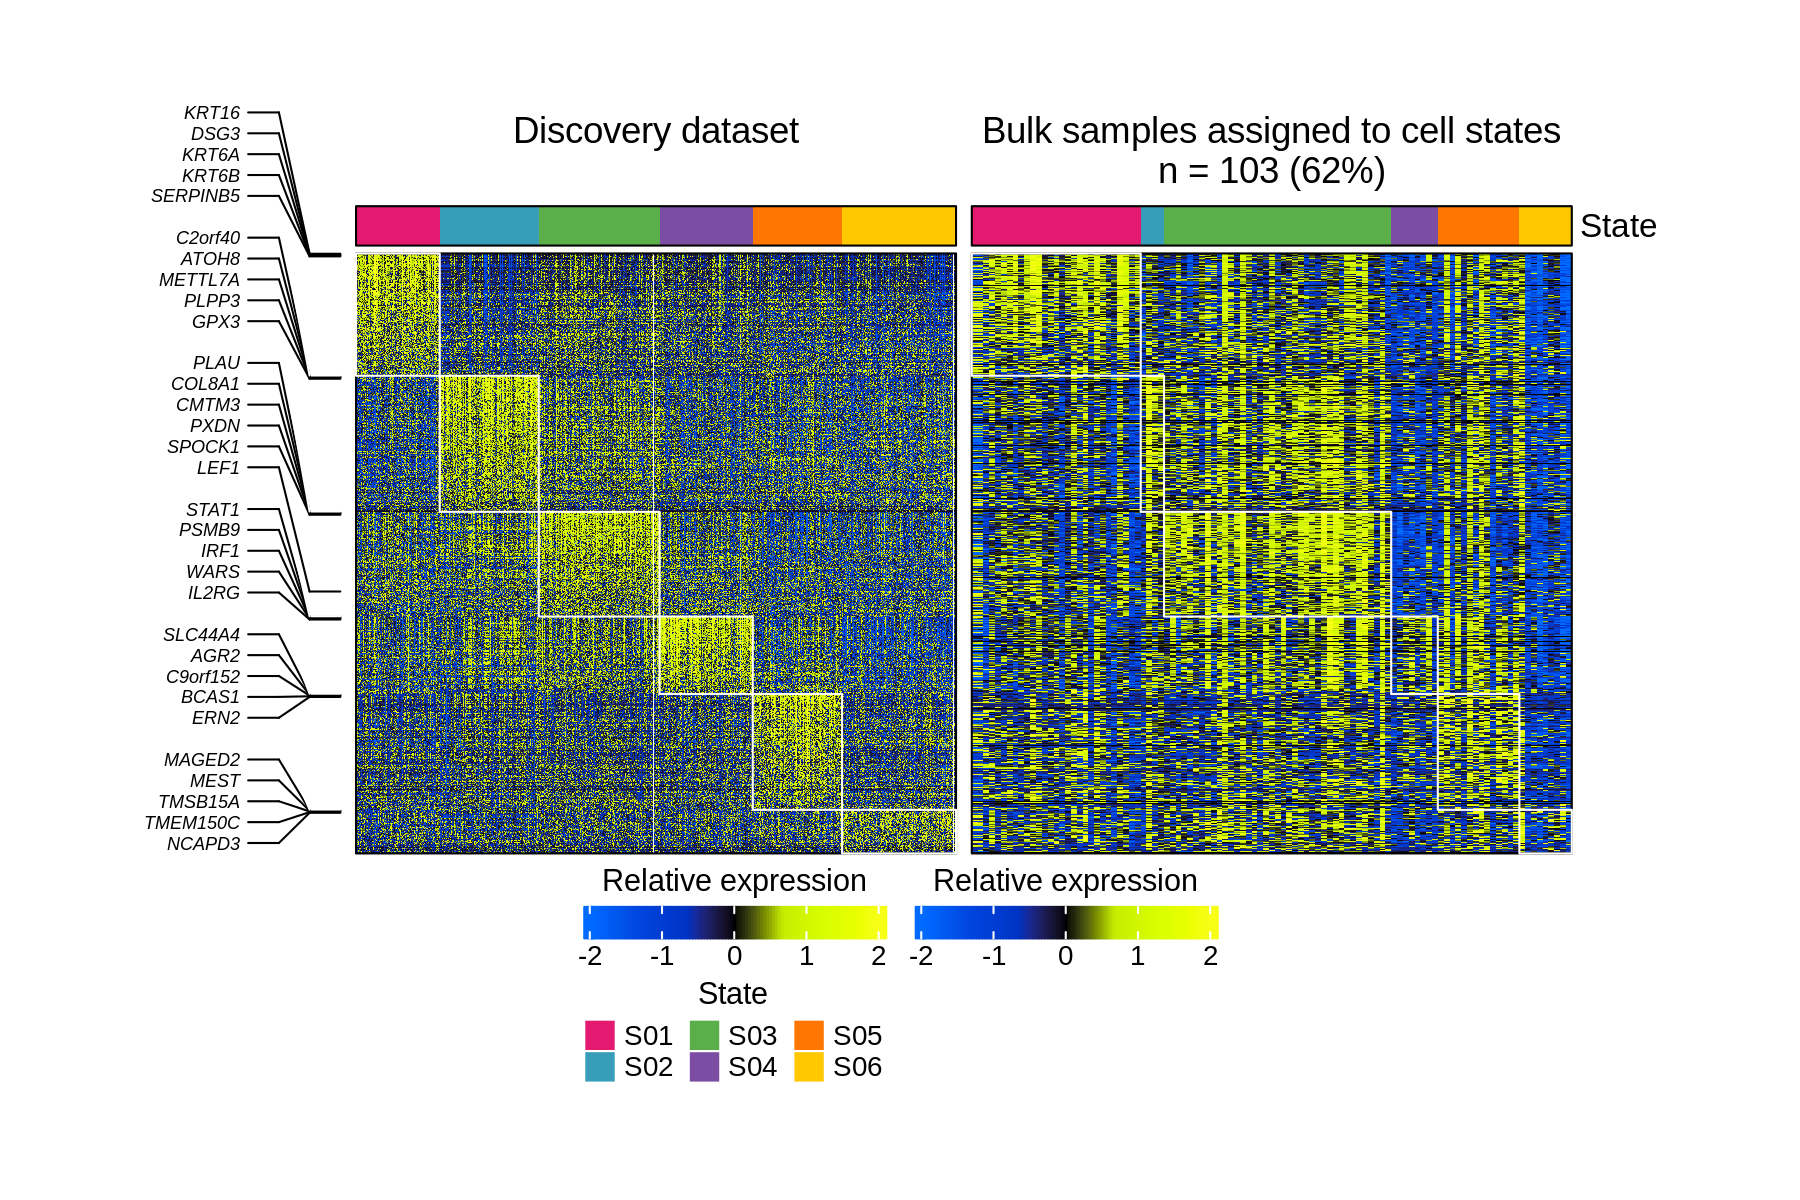 Discovery dataset
Bulk samples assigned to cell states
n = 103 (62%)
State
KRT16
DSG3
KRT6A
KRT6B
SERPINB5
C2orf40
ATOH8
METTL7A
PLPP3
GPX3
PLAU
COL8A1
CMTM3
PXDN
SPOCK1
LEF1
STAT1
PSMB9
IRF1
WARS
IL2RG
SLC44A4
AGR2
C9orf152
BCAS1
ERN2
MAGED2
MEST
TMSB15A
TMEM150C
NCAPD3
Relative expression
-2 -1 0 1 2
Relative expression
-2 -1 0 1 2
State
S01 S03 S05
S02 S04 S06